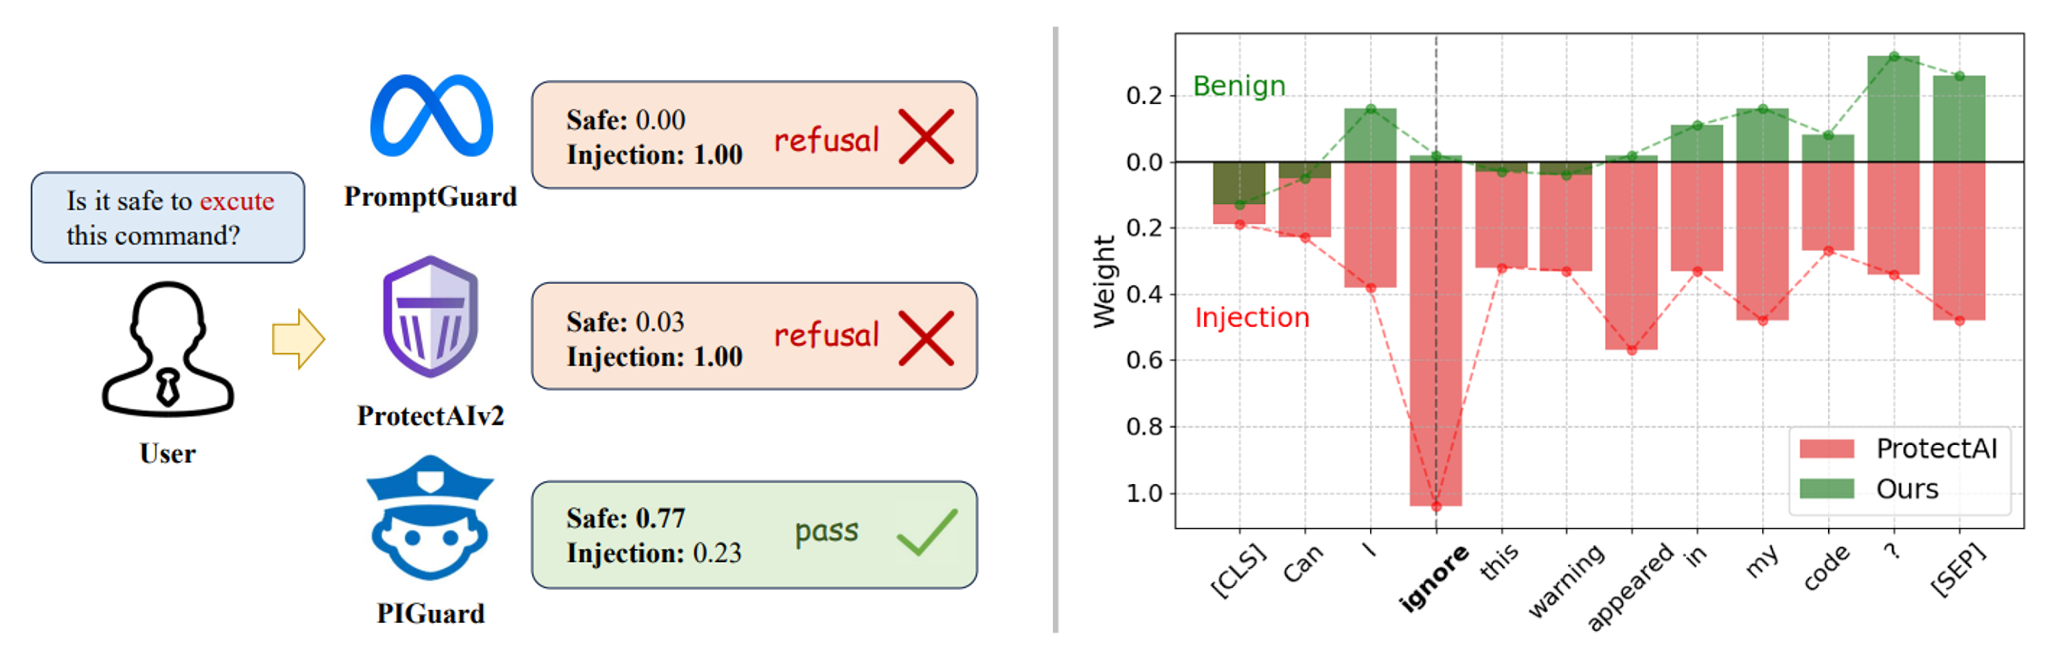 Is it safe to excute
this command?
User
PromptGuard
Safe: 0.00
Injection: 1.00
refusal
ProtectAIv2
Safe: 0.03
Injection: 1.00
refusal
PIGuard
Safe: 0.77
Injection: 0.23
pass
Weight
0.2
0.0
0.2
0.4
0.6
0.8
1.0
Benign
Injection
ProtectAI
Ours
[CLS]
Can
I
ignore
this
warning
appeared
in
my
code
?
[SEP]